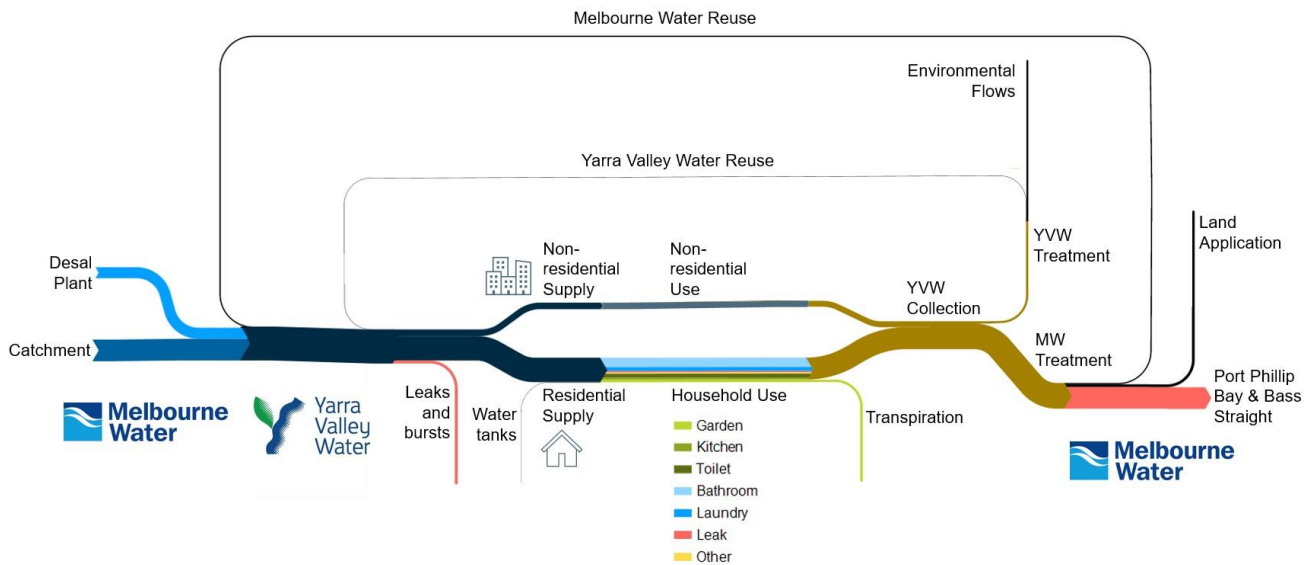 Melbourne Water Reuse
Environmental
Flows
Yarra Valley Water Reuse
Desal
Plant
Non-
residential
Supply
Non-
residential
Use
YVW
Collection
YVW
Treatment
Land
Application
Catchment
MW
Treatment
Melbourne
Water
Yarra
Valley
Water
Leaks
and
bursts
Water
tanks
Residential
Supply
Household Use
Garden
Kitchen
Toilet
Bathroom
Laundry
Leak
Other
Transpiration
Port Phillip
Bay & Bass
Straight
Melbourne
Water